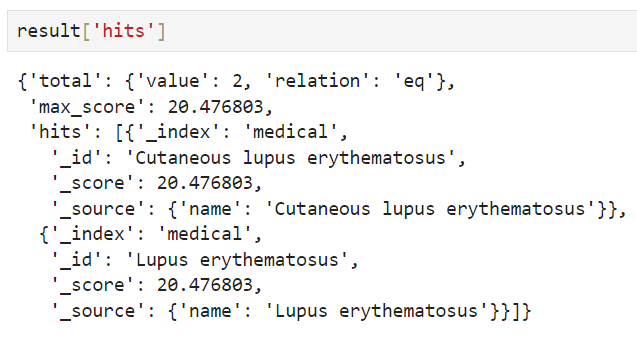 result['hits']
{'total': {'value': 2, 'relation': 'eq'},
 'max_score': 20.476803,
 'hits': [{'_index': 'medical',
   '_id': 'Cutaneous lupus erythematosus',
   '_score': 20.476803,
   '_source': {'name': 'Cutaneous lupus erythematosus'}},
  {'_index': 'medical',
   '_id': 'Lupus erythematosus',
   '_score': 20.476803,
   '_source': {'name': 'Lupus erythematosus'}}]}